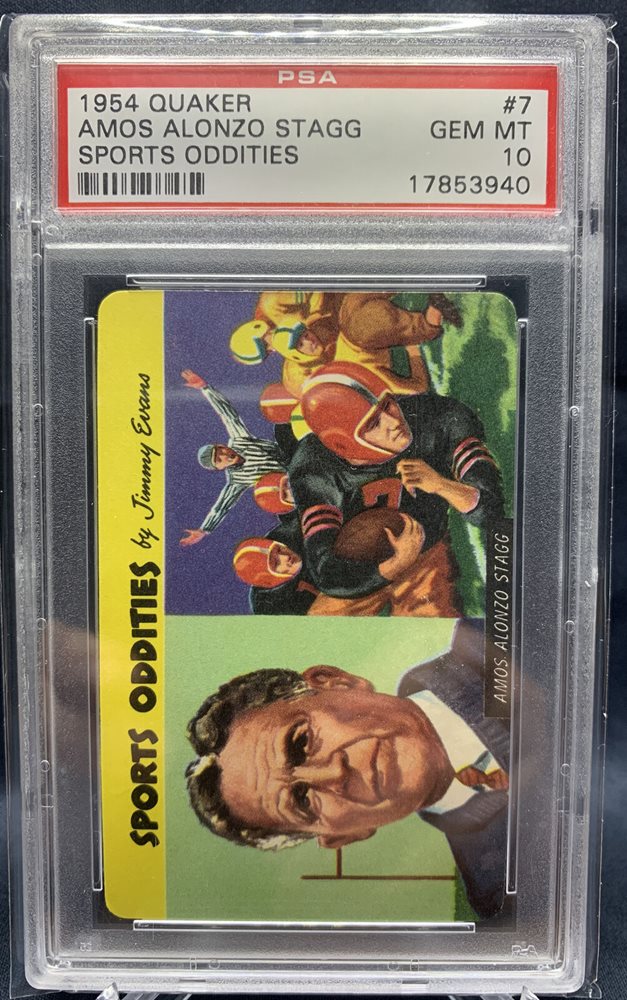 PSA
1954 QUAKER #7
AMOS ALONZO STAGG GEM MT
SPORTS ODDITIES 10
17853940
SPORTS ODDITIES by Jimmy Evans
AMOS ALONZO STAGG